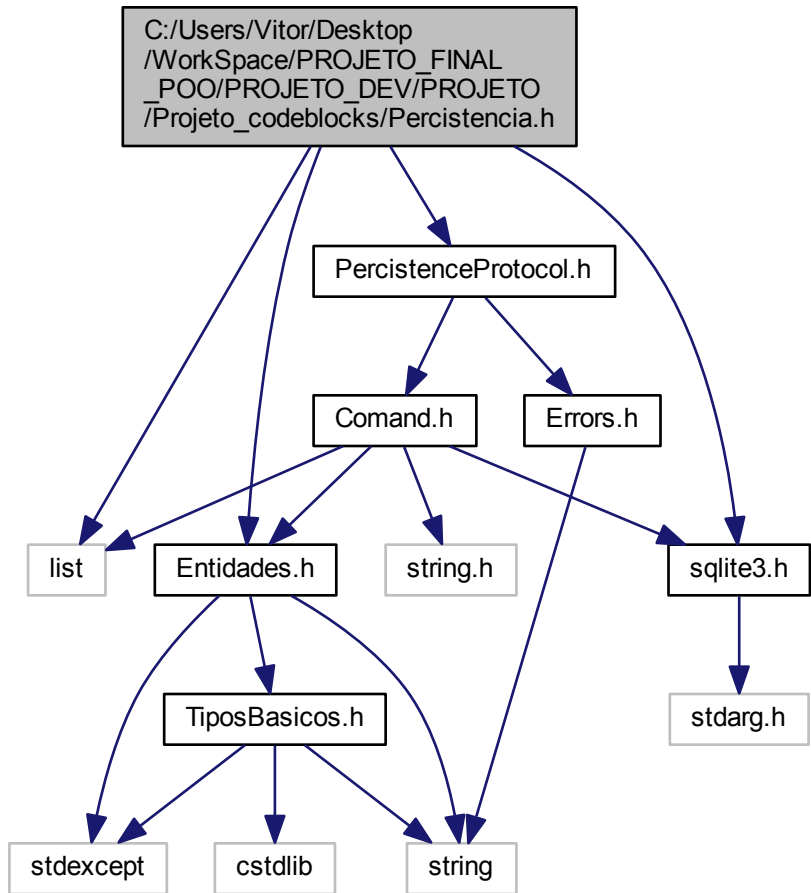 C:/Users/Vitor/Desktop
/WorkSpace/PROJETO_FINAL
_POO/PROJETO_DEV/PROJETO
/Projeto_codeblocks/Percistencia.h
PercistenceProtocol.h
Comand.h
Errors.h
list
Entidades.h
string.h
sqlite3.h
TiposBasicos.h
stdarg.h
stdexcept
cstdlib
string